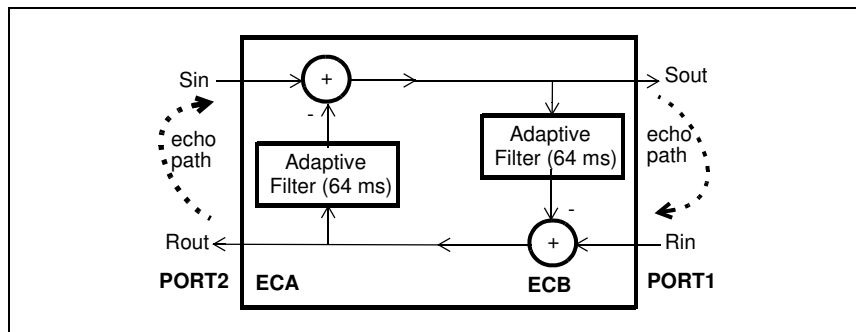 Sin
+
Sout
-
echo
path
Adaptive
Filter (64 ms)
Adaptive
Filter (64 ms)
echo
path
-
Rout
+
Rin
PORT2
ECA
ECB
PORT1